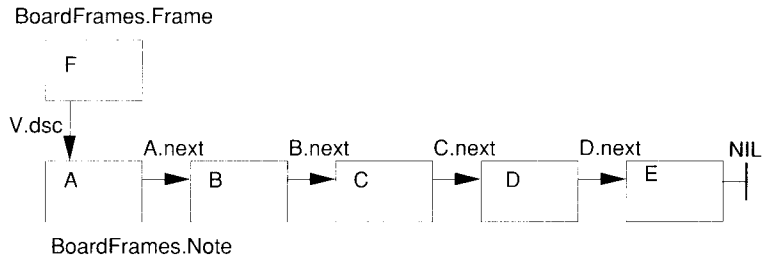 BoardFrames.Frame
F
V.dsc
A.next B.next C.next D.next NIL
A B C D E
BoardFrames.Note